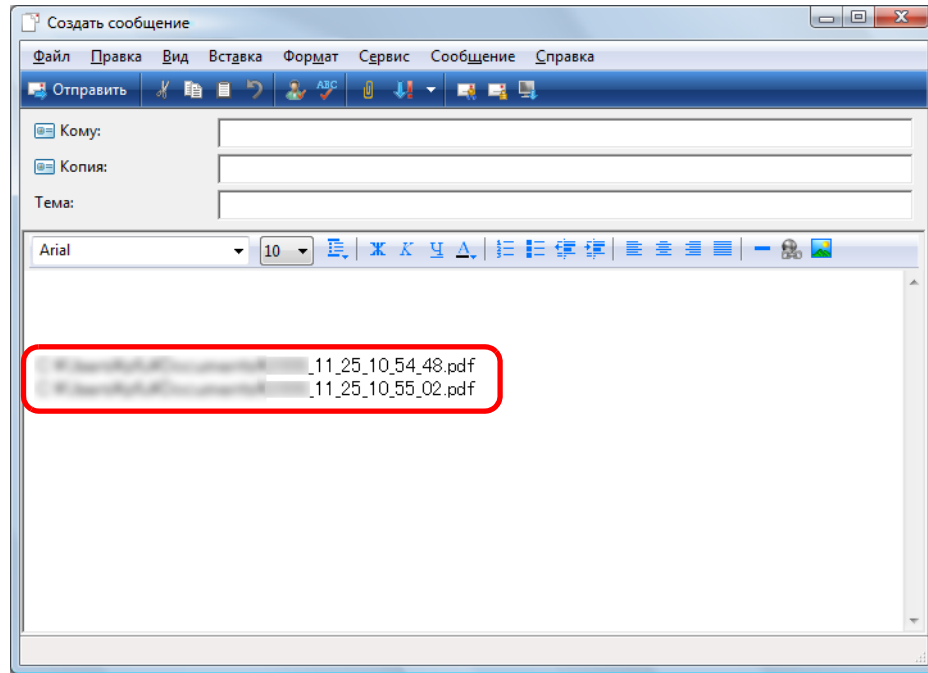 Создать сообщение
Файл Правка Вид Вставка Формат Сервис Сообщение Справка
Отправить ABC
Кому:
Копия:
Тема:
Arial 10 Ж К Ч А
_11_25_10_54_48.pdf
_11_25_10_55_02.pdf